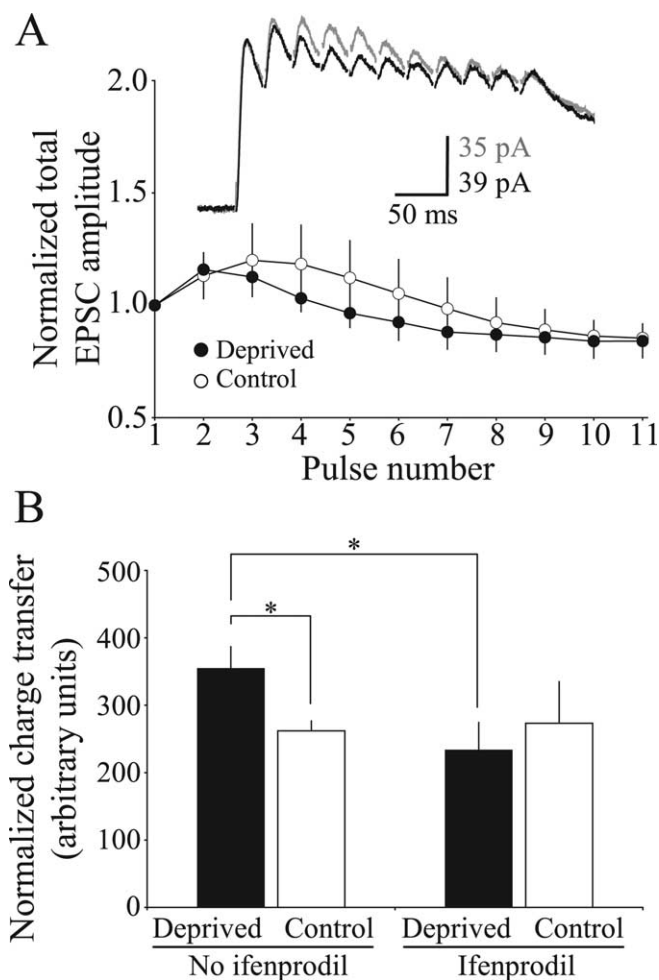 A
Normalized total
EPSC amplitude
2.0
1.5
1.0
0.5
35 pA
39 pA
50 ms
Deprived
Control
1 2 3 4 5 6 7 8 9 10 11
Pulse number
B
Normalized charge transfer
(arbitrary units)
500
400
300
200
100
0
*
*
Deprived Control Deprived Control
No ifenprodil Ifenprodil